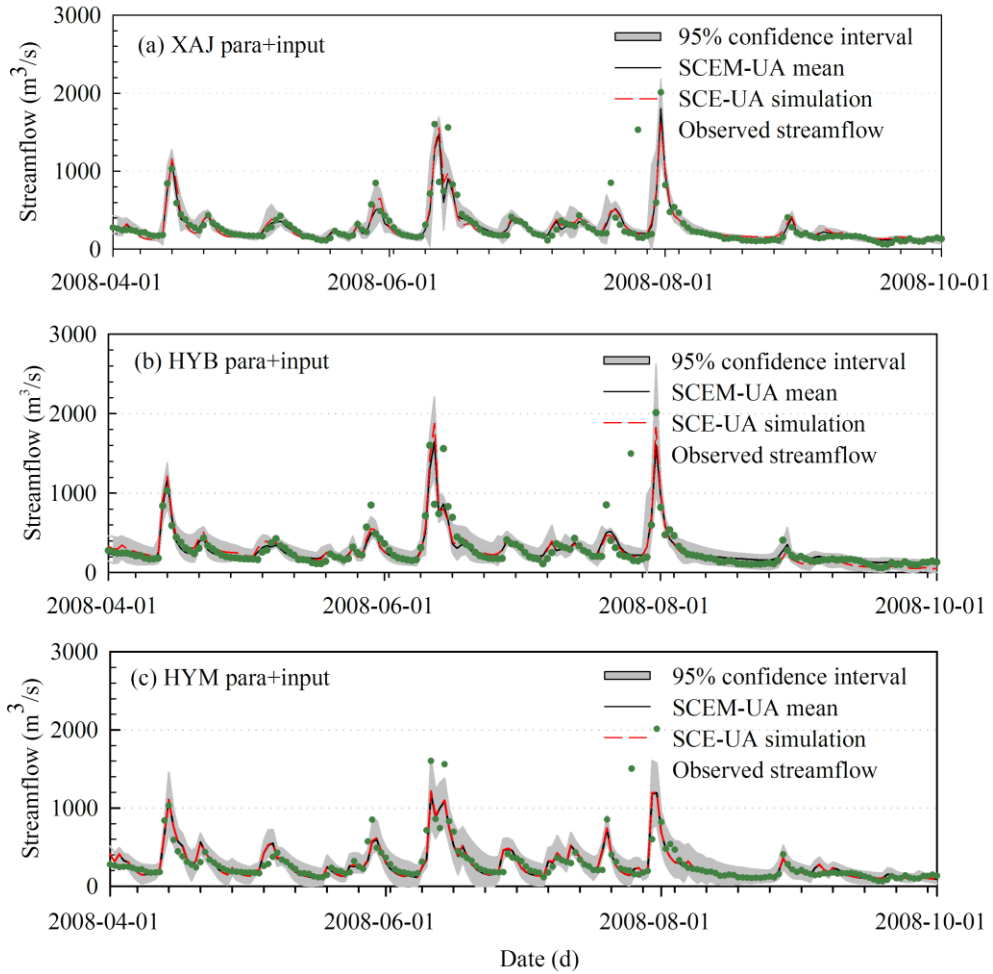 3000
(a) XAJ para+input
95% confidence interval
SCEM-UA mean
2000
SCE-UA simulation
Observed streamflow
1000
0
Streamflow (m³/s)
2008-04-01 2008-06-01 2008-08-01 2008-10-01
3000
(b) HYB para+input
95% confidence interval
SCEM-UA mean
2000
SCE-UA simulation
Observed streamflow
1000
0
Streamflow (m³/s)
2008-04-01 2008-06-01 2008-08-01 2008-10-01
3000
(c) HYM para+input
95% confidence interval
SCEM-UA mean
2000
SCE-UA simulation
Observed streamflow
1000
0
Streamflow (m³/s)
2008-04-01 2008-06-01 2008-08-01 2008-10-01
Date (d)